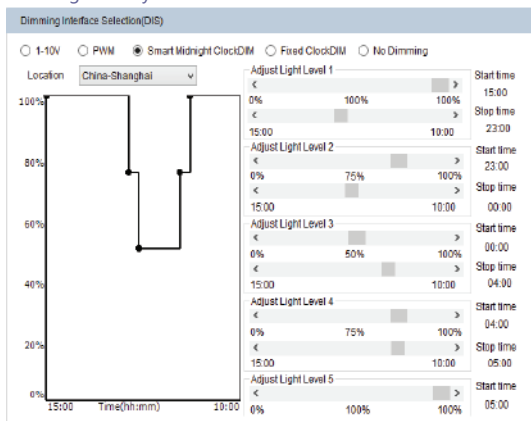 Dimming Interface Selection(DIS)
1-10V PWM Smart Midnight ClockDIM Fixed ClockDIM No Dimming
Location China-Shanghai
100%
80%
60%
40%
20%
0%
15:00 Time(hh:mm) 10:00
Adjust Light Level 1
0% 100% 100%
15:00 10:00
Start time
15:00
Stop time
23:00
Adjust Light Level 2
0% 75% 100%
15:00 10:00
Start time
23:00
Stop time
00:00
Adjust Light Level 3
0% 50% 100%
15:00 10:00
Start time
00:00
Stop time
04:00
Adjust Light Level 4
0% 75% 100%
15:00 10:00
Start time
04:00
Stop time
05:00
Adjust Light Level 5
0% 100% 100%
Start time
05:00